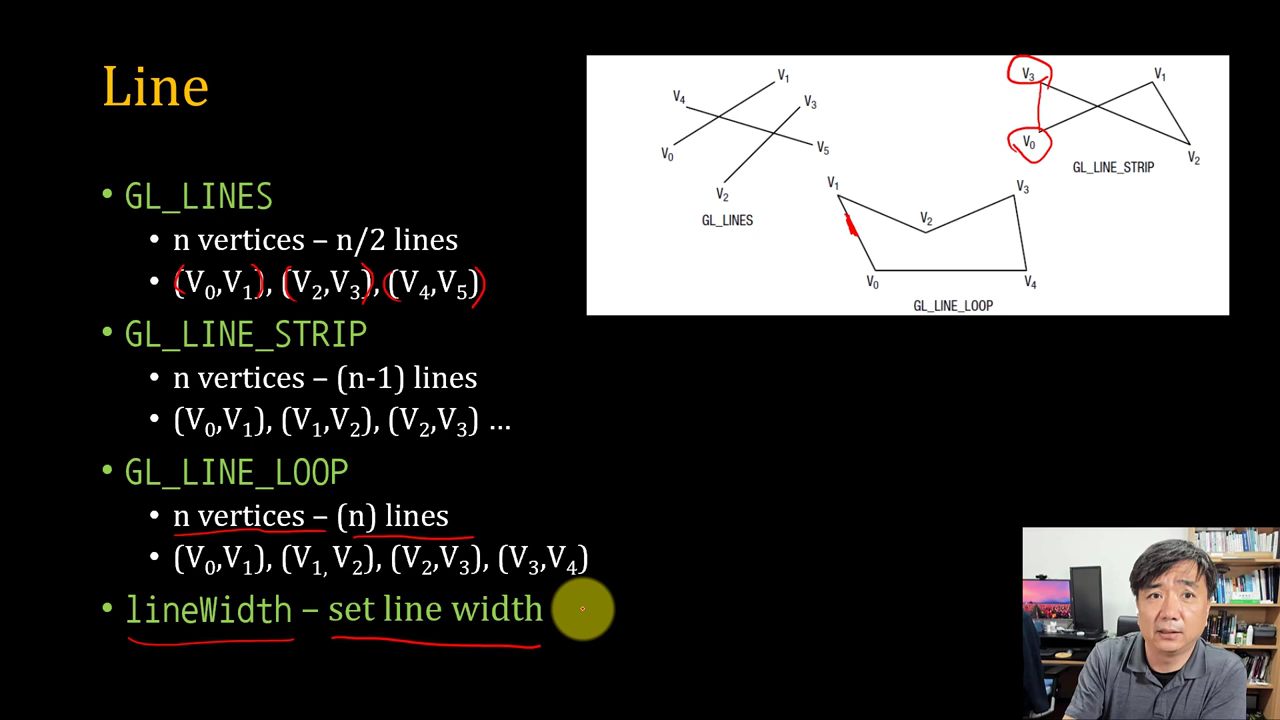 Line
• GL_LINES
• n vertices – n/2 lines
• (V0,V1), (V2,V3), (V4,V5)
• GL_LINE_STRIP
• n vertices – (n-1) lines
• (V0,V1), (V1,V2), (V2,V3) ...
• GL_LINE_LOOP
• n vertices – (n) lines
• (V0,V1), (V1, V2), (V2,V3), (V3,V4)
• lineWidth – set line width
V1
V4
V3
V0
V5
V2
GL_LINES
V3
V1
V0
V2
GL_LINE_STRIP
V1
V3
V2
V0
V4
GL_LINE_LOOP